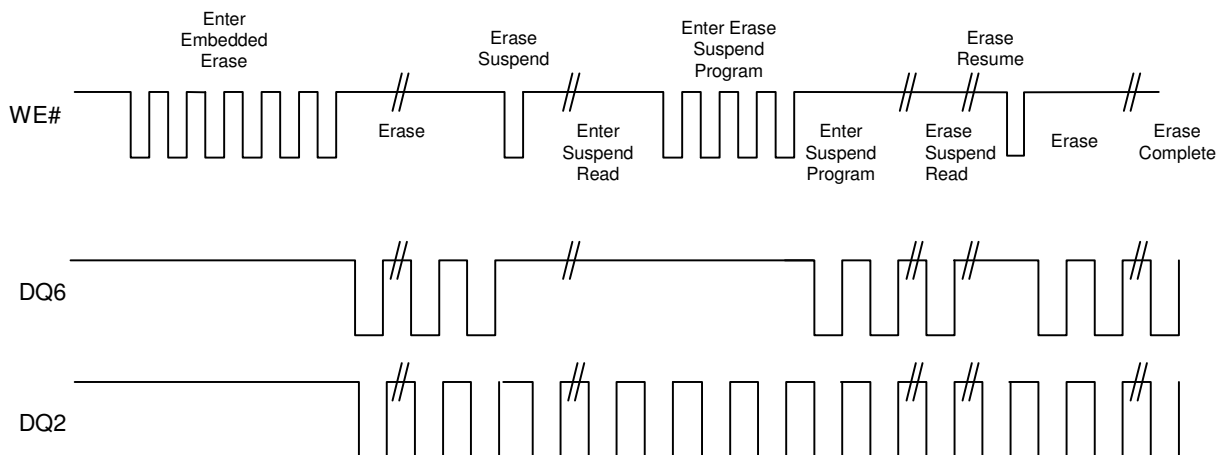 Enter
Embedded
Erase
Erase
Suspend
Enter Erase
Suspend
Program
Erase
Resume
WE#
Erase
Enter
Suspend
Read
Enter
Suspend
Program
Erase
Suspend
Read
Erase
Erase
Complete
DQ6
DQ2